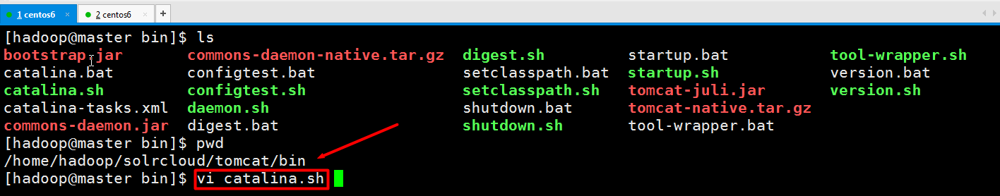 1 centos6 × 2 centos6 × +
[hadoop@master bin]$ ls
bootstrap.jar commons-daemon-native.tar.gz digest.sh startup.bat tool-wrapper.sh
catalina.bat configtest.bat setclasspath.bat startup.sh version.bat
catalina.sh configtest.sh setclasspath.sh tomcat-juli.jar version.sh
catalina-tasks.xml daemon.sh shutdown.bat tomcat-native.tar.gz
commons-daemon.jar digest.bat shutdown.sh tool-wrapper.bat
[hadoop@master bin]$ pwd
/home/hadoop/solrcloud/tomcat/bin
[hadoop@master bin]$ vi catalina.sh